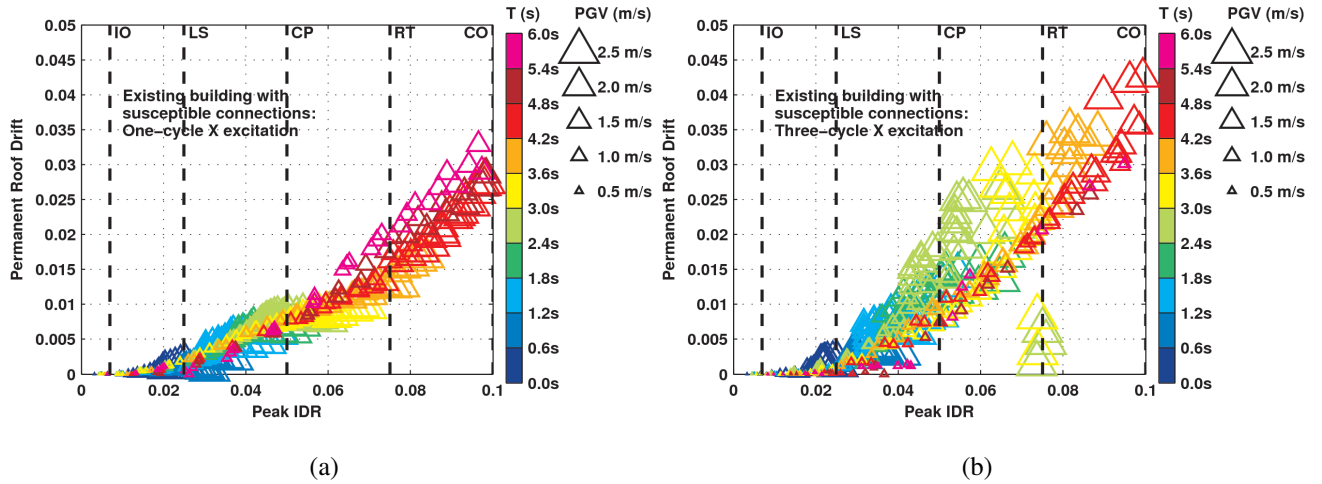 0.05
0.045
0.04
0.035
0.03
0.025
0.02
0.015
0.01
0.005
0
Permanent Roof Drift
IO LS CP RT CO
Existing building with
susceptible connections:
One−cycle X excitation
0 0.02 0.04 0.06 0.08 0.1
Peak IDR
T (s)
6.0s
5.4s
4.8s
4.2s
3.6s
3.0s
2.4s
1.8s
1.2s
0.6s
0.0s
PGV (m/s)
2.5 m/s
2.0 m/s
1.5 m/s
1.0 m/s
0.5 m/s
(a)
0.05
0.045
0.04
0.035
0.03
0.025
0.02
0.015
0.01
0.005
0
Permanent Roof Drift
IO LS CP RT CO
Existing building with
susceptible connections:
Three−cycle X excitation
0 0.02 0.04 0.06 0.08 0.1
Peak IDR
T (s)
6.0s
5.4s
4.8s
4.2s
3.6s
3.0s
2.4s
1.8s
1.2s
0.6s
0.0s
PGV (m/s)
2.5 m/s
2.0 m/s
1.5 m/s
1.0 m/s
0.5 m/s
(b)